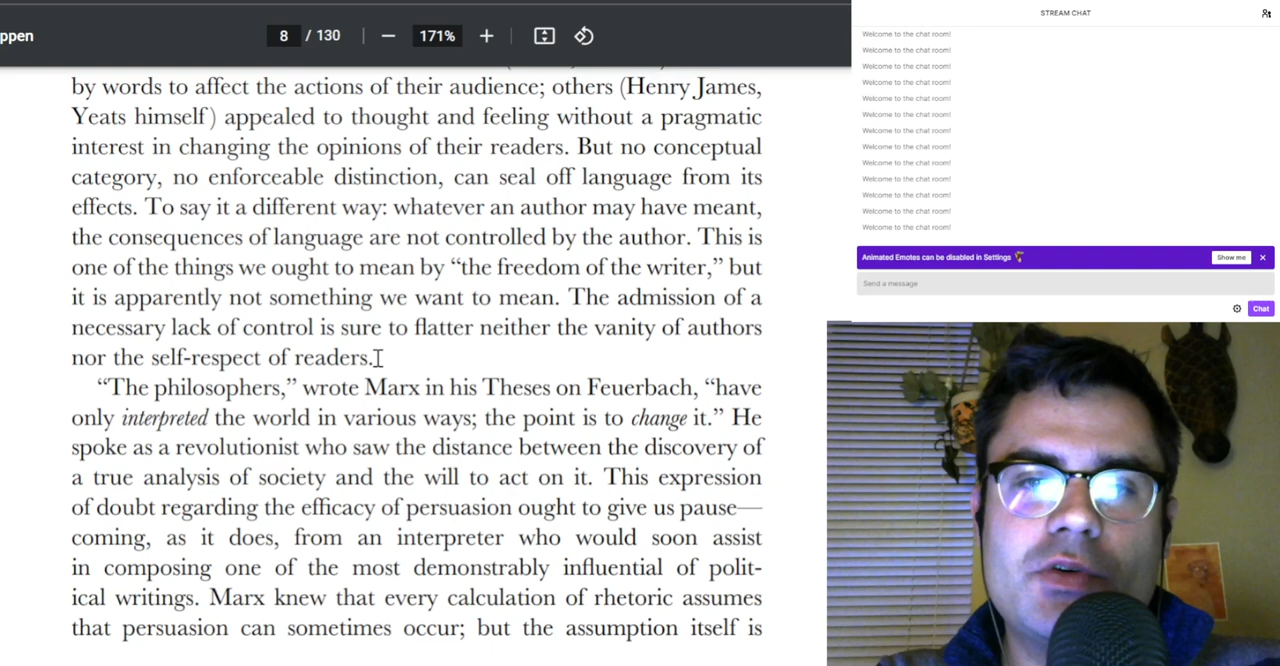 ppen
8 / 130
171%
by words to affect the actions of their audience; others (Henry James,
Yeats himself) appealed to thought and feeling without a pragmatic
interest in changing the opinions of their readers. But no conceptual
category, no enforceable distinction, can seal off language from its
effects. To say it a different way: whatever an author may have meant,
the consequences of language are not controlled by the author. This is
one of the things we ought to mean by “the freedom of the writer,” but
it is apparently not something we want to mean. The admission of a
necessary lack of control is sure to flatter neither the vanity of authors
nor the self-respect of readers.
“The philosophers,” wrote Marx in his Theses on Feuerbach, “have
only interpreted the world in various ways; the point is to change it.” He
spoke as a revolutionist who saw the distance between the discovery of
a true analysis of society and the will to act on it. This expression
of doubt regarding the efficacy of persuasion ought to give us pause—
coming, as it does, from an interpreter who would soon assist
in composing one of the most demonstrably influential of polit-
ical writings. Marx knew that every calculation of rhetoric assumes
that persuasion can sometimes occur; but the assumption itself is
STREAM CHAT
Welcome to the chat room!
Welcome to the chat room!
Welcome to the chat room!
Welcome to the chat room!
Welcome to the chat room!
Welcome to the chat room!
Welcome to the chat room!
Welcome to the chat room!
Welcome to the chat room!
Welcome to the chat room!
Welcome to the chat room!
Welcome to the chat room!
Welcome to the chat room!
Animated Emotes can be disabled in Settings
Show me
Send a message
Chat